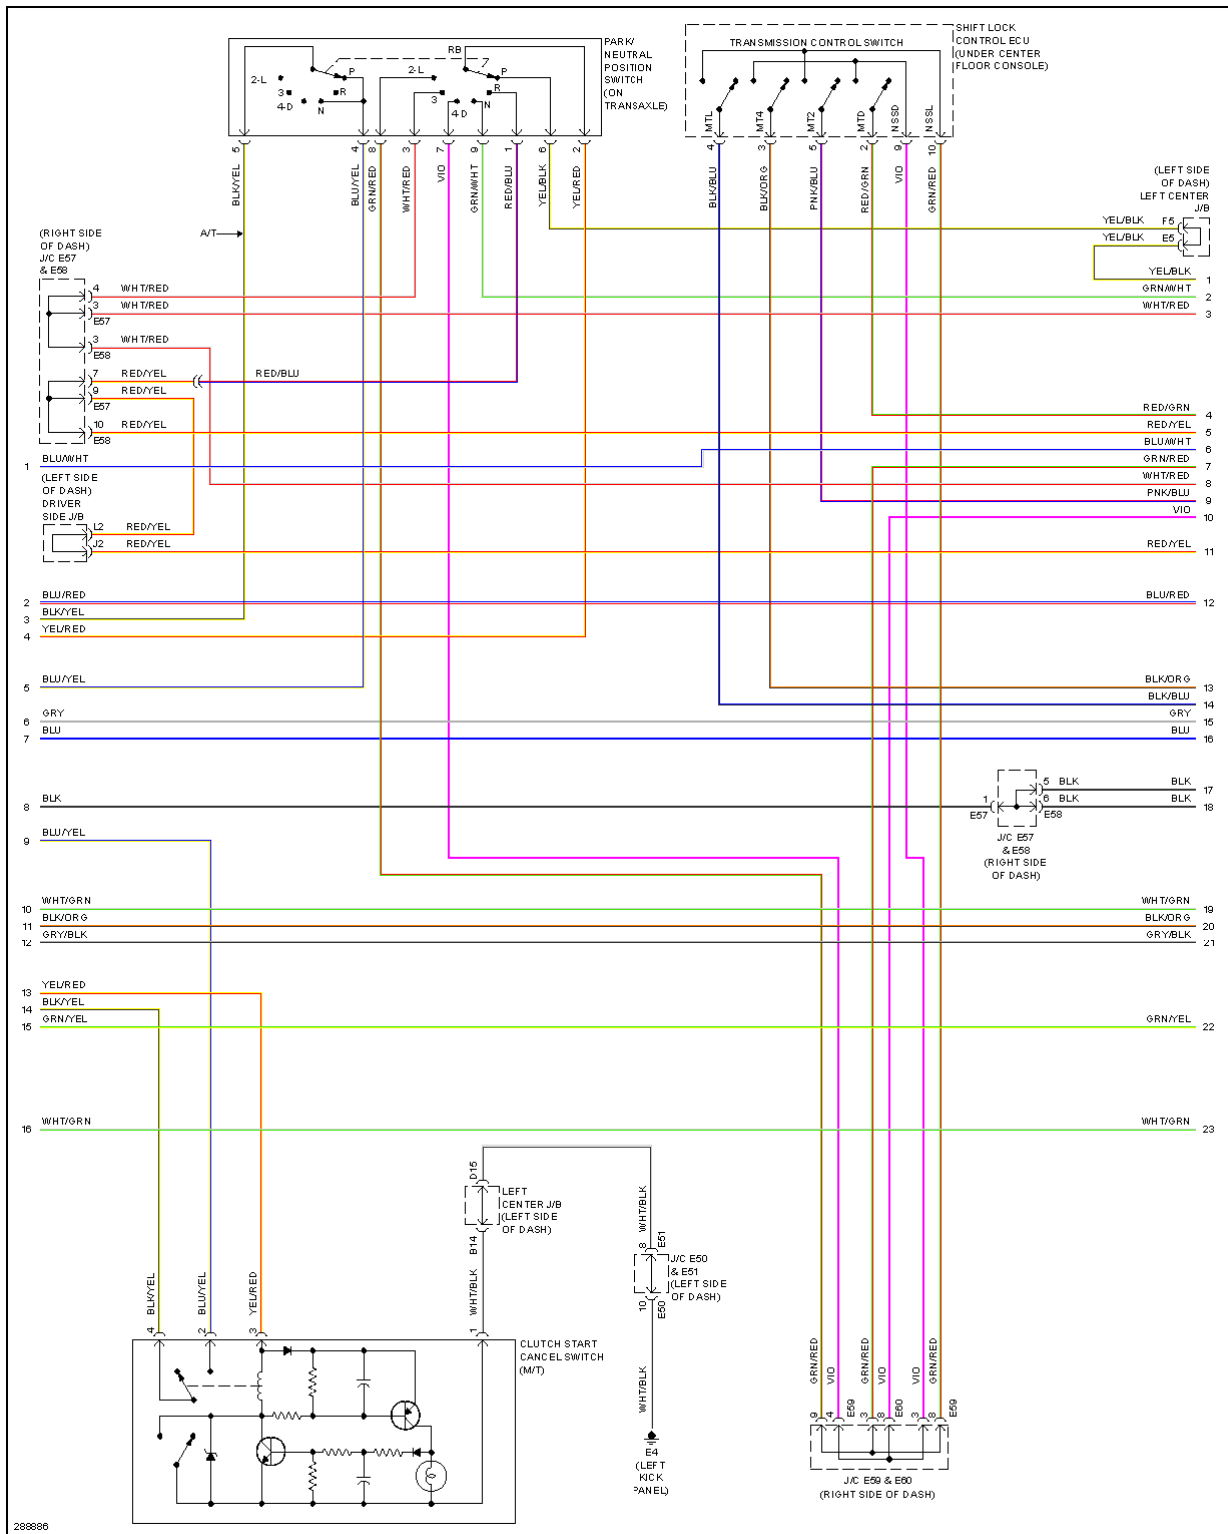 PARK/
NEUTRAL
POSITION
SWITCH
(ON
TRANSAXLE)
RB
2-L
P
3
R
4-D
N
2-L
P
3
R
4-D
N
SHIFT LOCK
CONTROL ECU
(UNDER CENTER
FLOOR CONSOLE)
TRANSMISSION CONTROL SWITCH
MTL
MT4
MT2
MTD
NSSD
NSSL
5
4
8
3
7
9
1
6
2
4
3
5
2
9
10
BLK/YEL
BLU/YEL
GRN/RED
WHT/RED
VIO
GRN/WHT
RED/BLU
YEL/BLK
YEL/RED
BLK/BLU
BLK/ORG
PNK/BLU
RED/GRN
VIO
GRN/RED
(LEFT SIDE
OF DASH)
LEFT CENTER
J/B
YEL/BLK F5
YEL/BLK E5
A/T
(RIGHT SIDE
OF DASH)
J/C E57
& E58
4 WHT/RED
3 WHT/RED
E57
3 WHT/RED
E58
7 RED/YEL
RED/BLU
9 RED/YEL
E57
10 RED/YEL
E58
YEL/BLK 1
GRN/WHT 2
WHT/RED 3
RED/GRN 4
RED/YEL 5
BLU/WHT 6
GRN/RED 7
WHT/RED 8
PNK/BLU 9
VIO 10
RED/YEL 11
1 BLU/WHT
(LEFT SIDE
OF DASH)
DRIVER
SIDE J/B
L2 RED/YEL
J2 RED/YEL
2 BLU/RED
BLU/RED 12
3 BLK/YEL
4 YEL/RED
5 BLU/YEL
BLK/ORG 13
BLK/BLU 14
6 GRY
GRY 15
7 BLU
BLU 16
8 BLK
1
E57
5 BLK
BLK 17
6 BLK
BLK 18
E58
J/C E57
& E58
(RIGHT SIDE
OF DASH)
9 BLU/YEL
10 WHT/GRN
WHT/GRN 19
11 BLK/ORG
BLK/ORG 20
12 GRY/BLK
GRY/BLK 21
13 YEL/RED
14 BLK/YEL
15 GRN/YEL
GRN/YEL 22
16 WHT/GRN
WHT/GRN 23
D15
LEFT
CENTER J/B
(LEFT SIDE
OF DASH)
B14
WHT/BLK
WHT/BLK
8
E51
J/C E50
& E51
(LEFT SIDE
OF DASH)
10
E50
WHT/BLK
E4
(LEFT
KICK
PANEL)
BLK/YEL
BLU/YEL
YEL/RED
4
2
3
1
CLUTCH START
CANCEL SWITCH
(M/T)
GRN/RED
VIO
GRN/RED
VIO
VIO
GRN/RED
9
4
E59
3
8
E60
3
8
E59
J/C E59 & E60
(RIGHT SIDE OF DASH)
288886